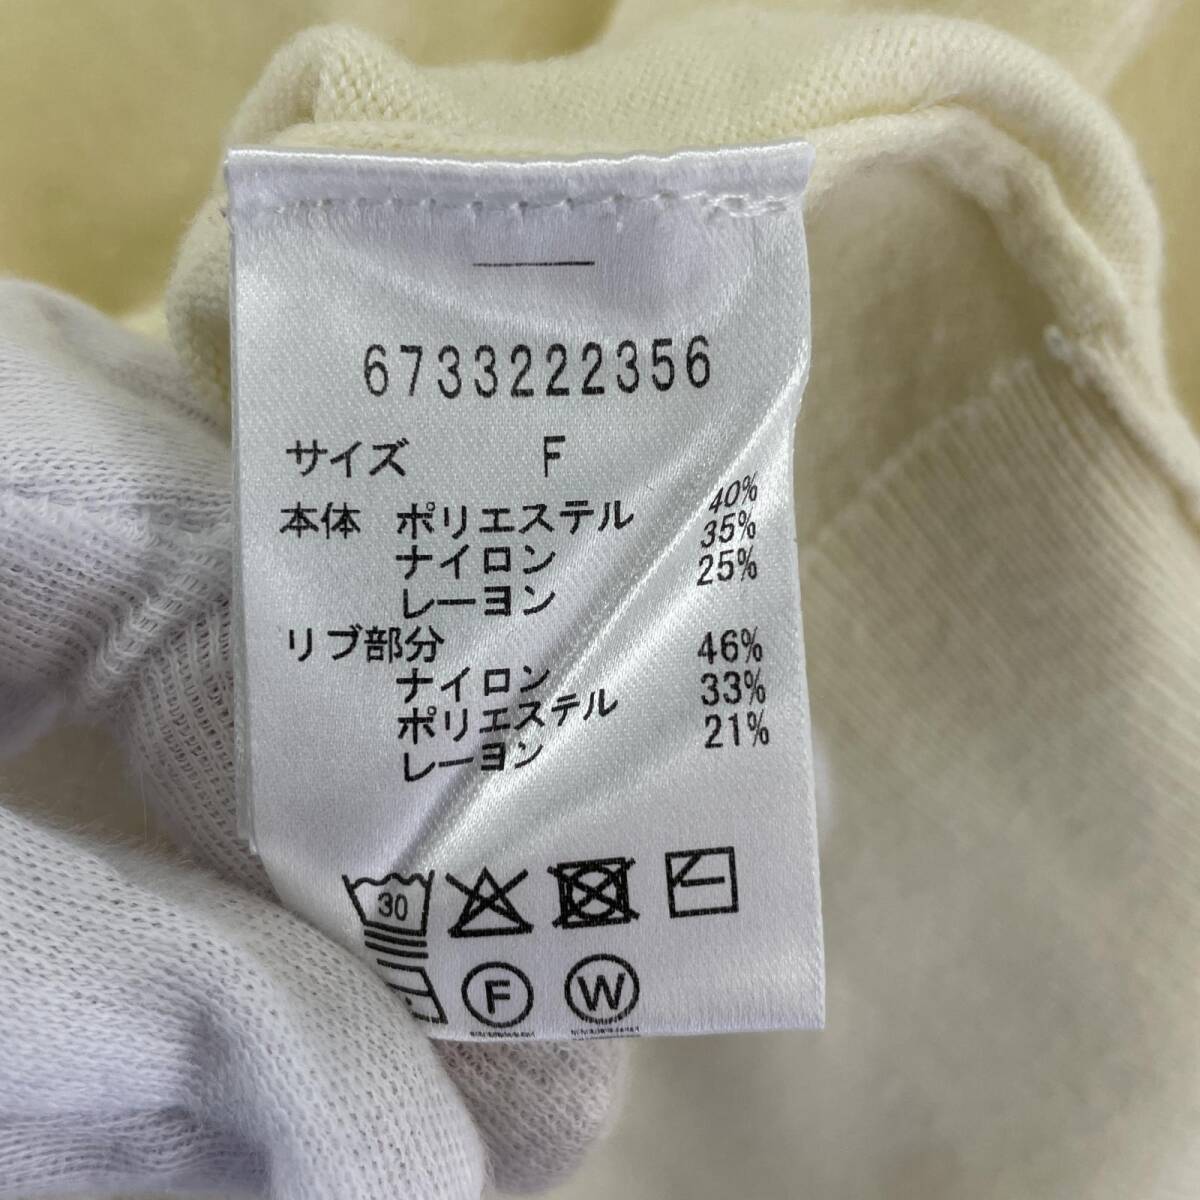 6733222356
サイズ F
本体 ポリエステル 40%
ナイロン 35%
レーヨン 25%
リブ部分
ナイロン 46%
ポリエステル 33%
レーヨン 21%
30
F W